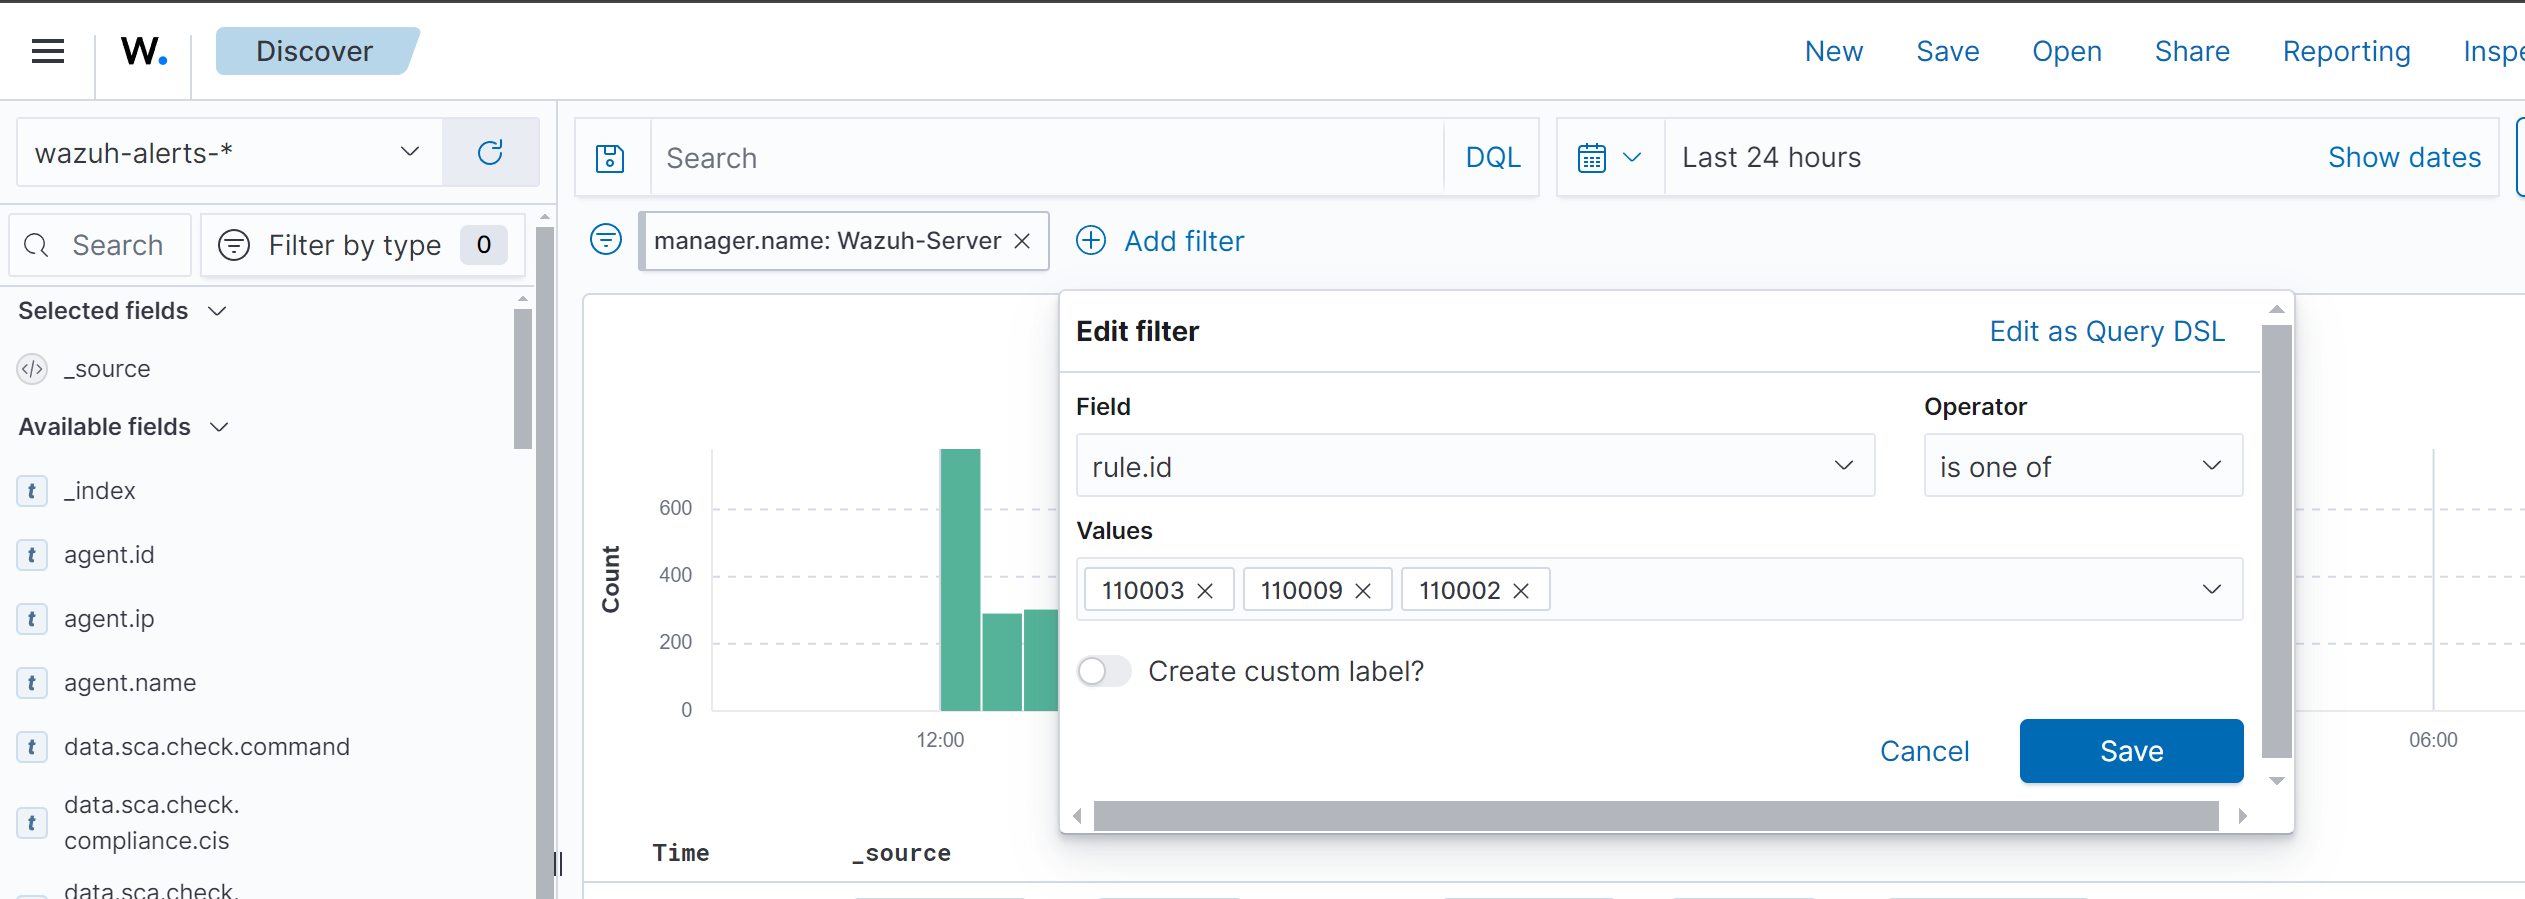 W.
Discover
New
Save
Open
Share
Reporting
wazuh-alerts-*
Search
DQL
Last 24 hours
Show dates
Search
Filter by type
0
manager.name: Wazuh-Server
Add filter
Selected fields
_source
Available fields
_index
agent.id
agent.ip
agent.name
data.sca.check.command
data.sca.check.
compliance.cis
data.sca.check.
Edit filter
Edit as Query DSL
Field
Operator
rule.id
is one of
Values
110003
110009
110002
Create custom label?
Cancel
Save
Count
600
400
200
0
12:00
06:00
Time
_source